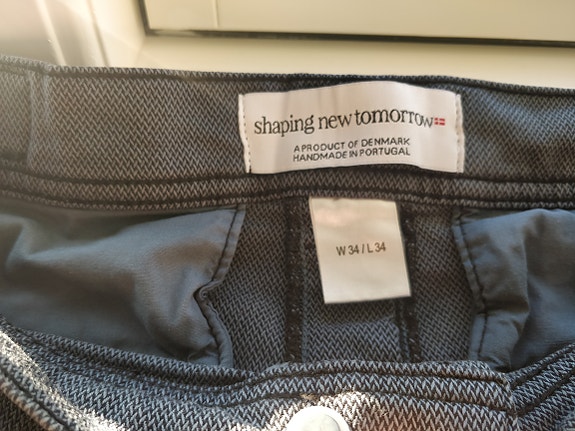 shaping new tomorrow
A PRODUCT OF DENMARK
HANDMADE IN PORTUGAL
W 34 / L 34